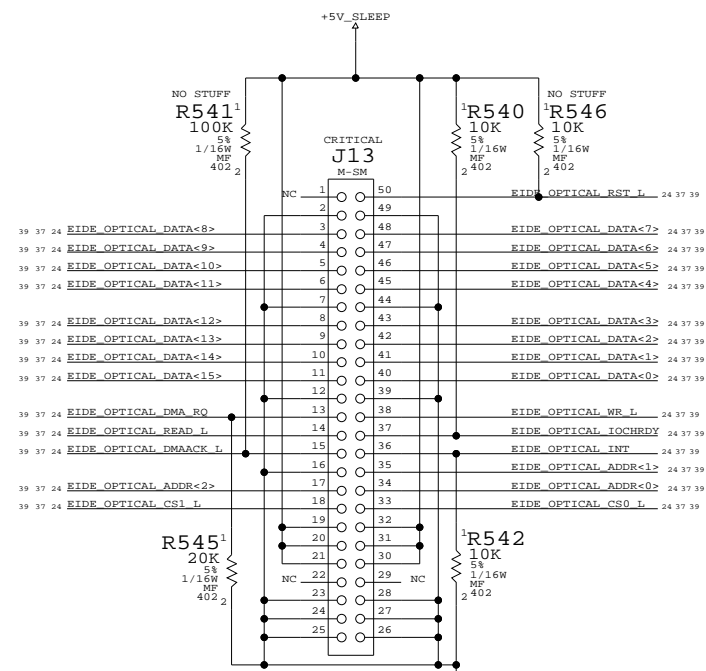 +5V_SLEEP
NO STUFF
R541
1
100K
5%
1/16W
MF
402
2
CRITICAL
J13
M-SM
1
R540
10K
5%
1/16W
MF
402
2
NO STUFF
1
R546
10K
5%
1/16W
MF
402
2
NC 1 50 EIDE_OPTICAL_RST_L 24 37 39
2 49
39 37 24 EIDE_OPTICAL_DATA<8> 3 48 EIDE_OPTICAL_DATA<7> 24 37 39
39 37 24 EIDE_OPTICAL_DATA<9> 4 47 EIDE_OPTICAL_DATA<6> 24 37 39
39 37 24 EIDE_OPTICAL_DATA<10> 5 46 EIDE_OPTICAL_DATA<5> 24 37 39
39 37 24 EIDE_OPTICAL_DATA<11> 6 45 EIDE_OPTICAL_DATA<4> 24 37 39
7 44
39 37 24 EIDE_OPTICAL_DATA<12> 8 43 EIDE_OPTICAL_DATA<3> 24 37 39
39 37 24 EIDE_OPTICAL_DATA<13> 9 42 EIDE_OPTICAL_DATA<2> 24 37 39
39 37 24 EIDE_OPTICAL_DATA<14> 10 41 EIDE_OPTICAL_DATA<1> 24 37 39
39 37 24 EIDE_OPTICAL_DATA<15> 11 40 EIDE_OPTICAL_DATA<0> 24 37 39
12 39
39 37 24 EIDE_OPTICAL_DMA_RQ 13 38 EIDE_OPTICAL_WR_L 24 37 39
39 37 24 EIDE_OPTICAL_READ_L 14 37 EIDE_OPTICAL_IOCHRDY 24 37 39
39 37 24 EIDE_OPTICAL_DMAACK_L 15 36 EIDE_OPTICAL_INT 24 37 39
16 35 EIDE_OPTICAL_ADDR<1> 24 37 39
39 37 24 EIDE_OPTICAL_ADDR<2> 17 34 EIDE_OPTICAL_ADDR<0> 24 37 39
39 37 24 EIDE_OPTICAL_CS1_L 18 33 EIDE_OPTICAL_CS0_L 24 37 39
19 32
20 31
21 30
NC 22 29 NC
23 28
24 27
25 26
R545
1
20K
5%
1/16W
MF
402
2
1
R542
10K
5%
1/16W
MF
402
2